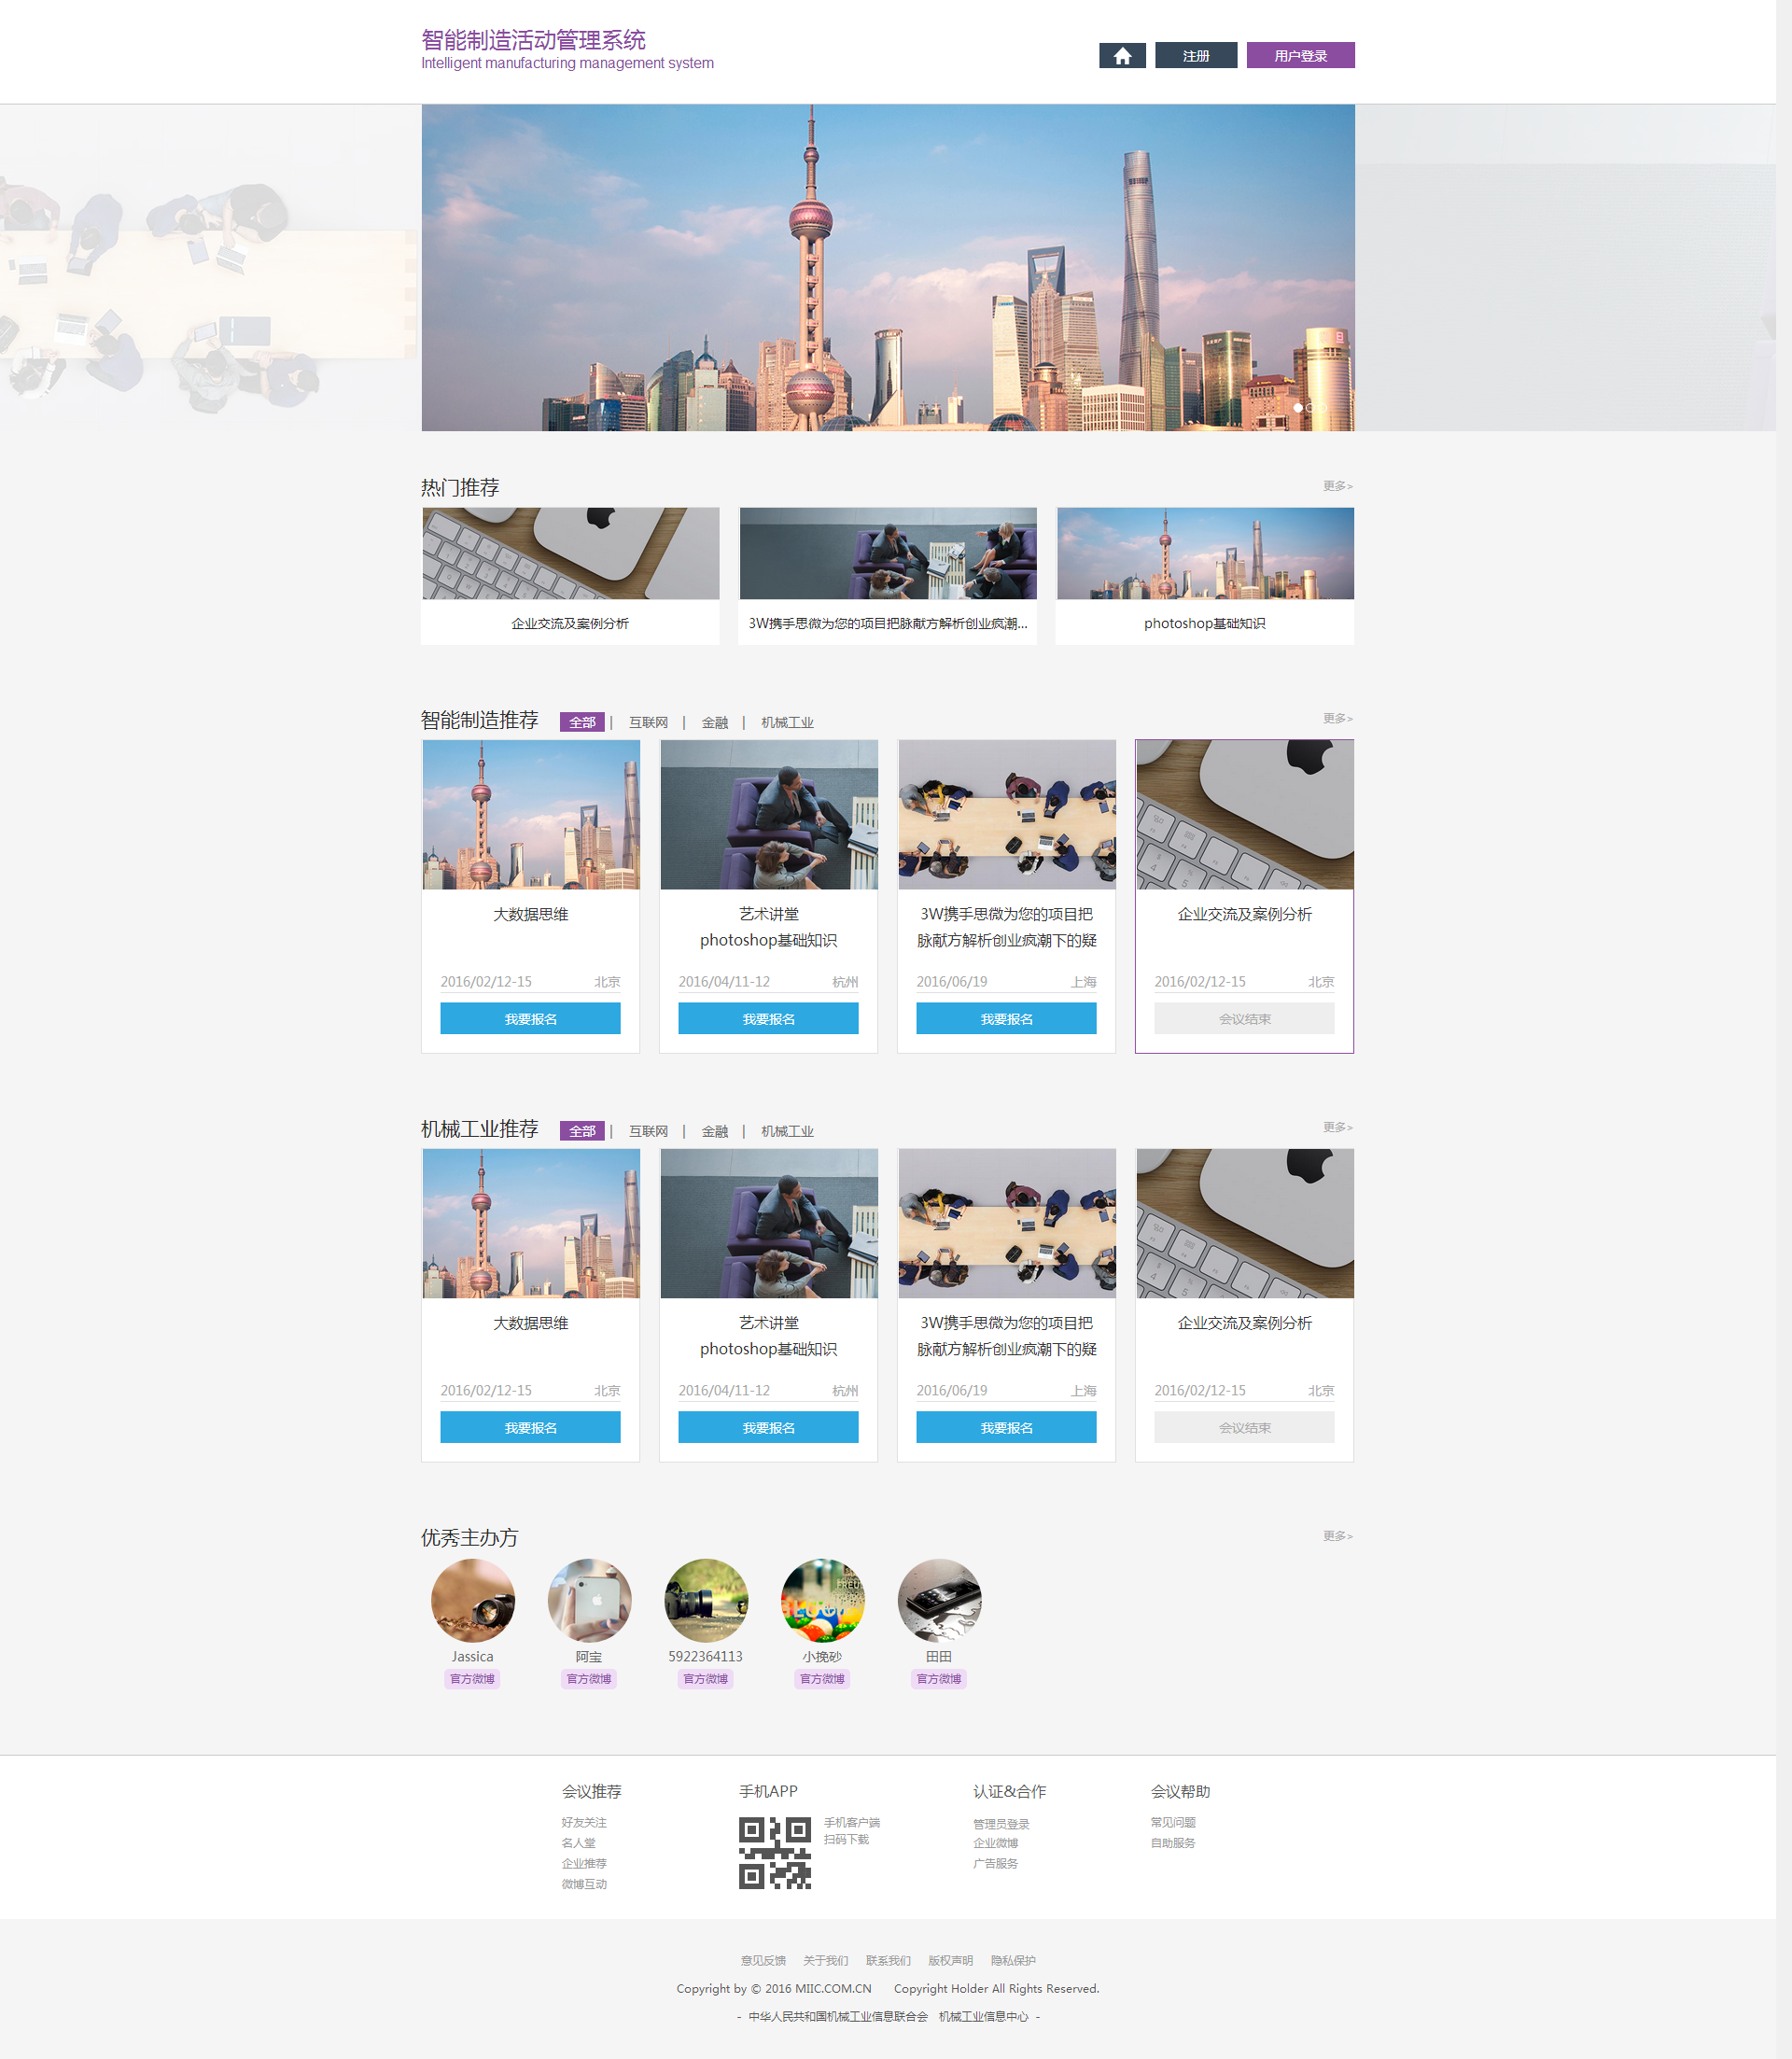 智能制造活动管理系统
Intelligent manufacturing management system
注册
用户登录
热门推荐
更多>
企业交流及案例分析
3W携手思微为您的项目把脉献方解析创业疯潮...
photoshop基础知识
智能制造推荐
全部 | 互联网 | 金融 | 机械工业
更多>
大数据思维
2016/02/12-15 北京
我要报名
艺术讲堂
photoshop基础知识
2016/04/11-12 杭州
我要报名
3W携手思微为您的项目把
脉献方解析创业疯潮下的疑
2016/06/19 上海
我要报名
企业交流及案例分析
2016/02/12-15 北京
会议结束
机械工业推荐
全部 | 互联网 | 金融 | 机械工业
更多>
大数据思维
2016/02/12-15 北京
我要报名
艺术讲堂
photoshop基础知识
2016/04/11-12 杭州
我要报名
3W携手思微为您的项目把
脉献方解析创业疯潮下的疑
2016/06/19 上海
我要报名
企业交流及案例分析
2016/02/12-15 北京
会议结束
优秀主办方
更多>
Jassica
官方微博
阿宝
官方微博
5922364113
官方微博
小挽砂
官方微博
田田
官方微博
会议推荐
好友关注
名人堂
企业推荐
微博互动
手机APP
手机客户端
扫码下载
认证&合作
管理员登录
企业微博
广告服务
会议帮助
常见问题
自助服务
意见反馈 关于我们 联系我们 版权声明 隐私保护
Copyright by © 2016 MIIC.COM.CN Copyright Holder All Rights Reserved.
- 中华人民共和国机械工业信息联合会 机械工业信息中心 -